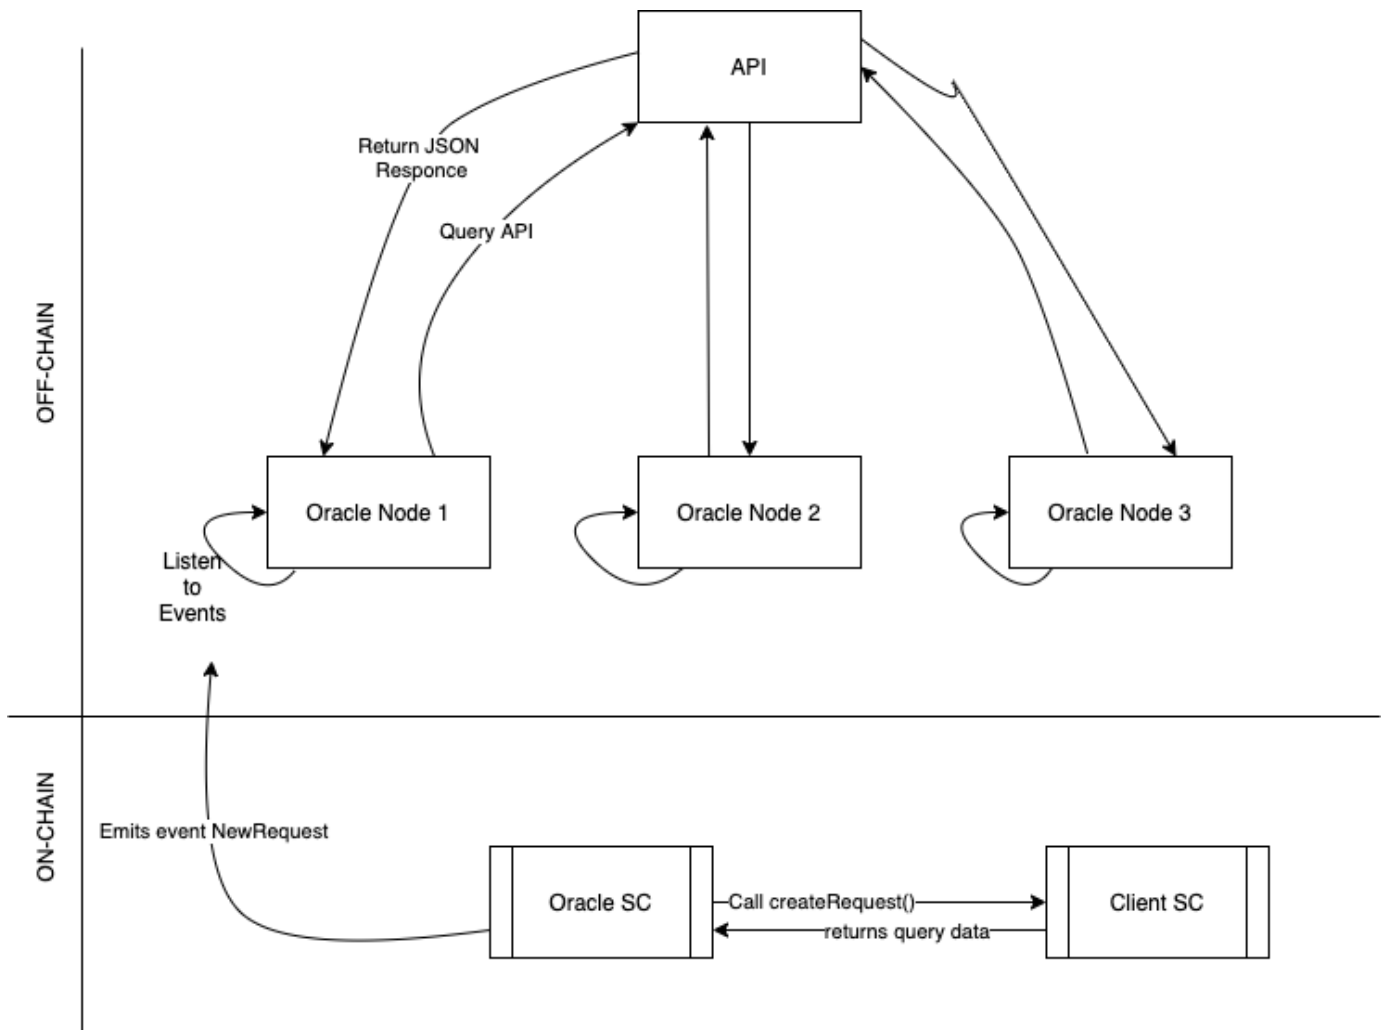 API
Return JSON
Responce
Query API
OFF-CHAIN
Oracle Node 1
Oracle Node 2
Oracle Node 3
Listen
to
Events
ON-CHAIN
Emits event NewRequest
Oracle SC
Call createRequest()
returns query data
Client SC